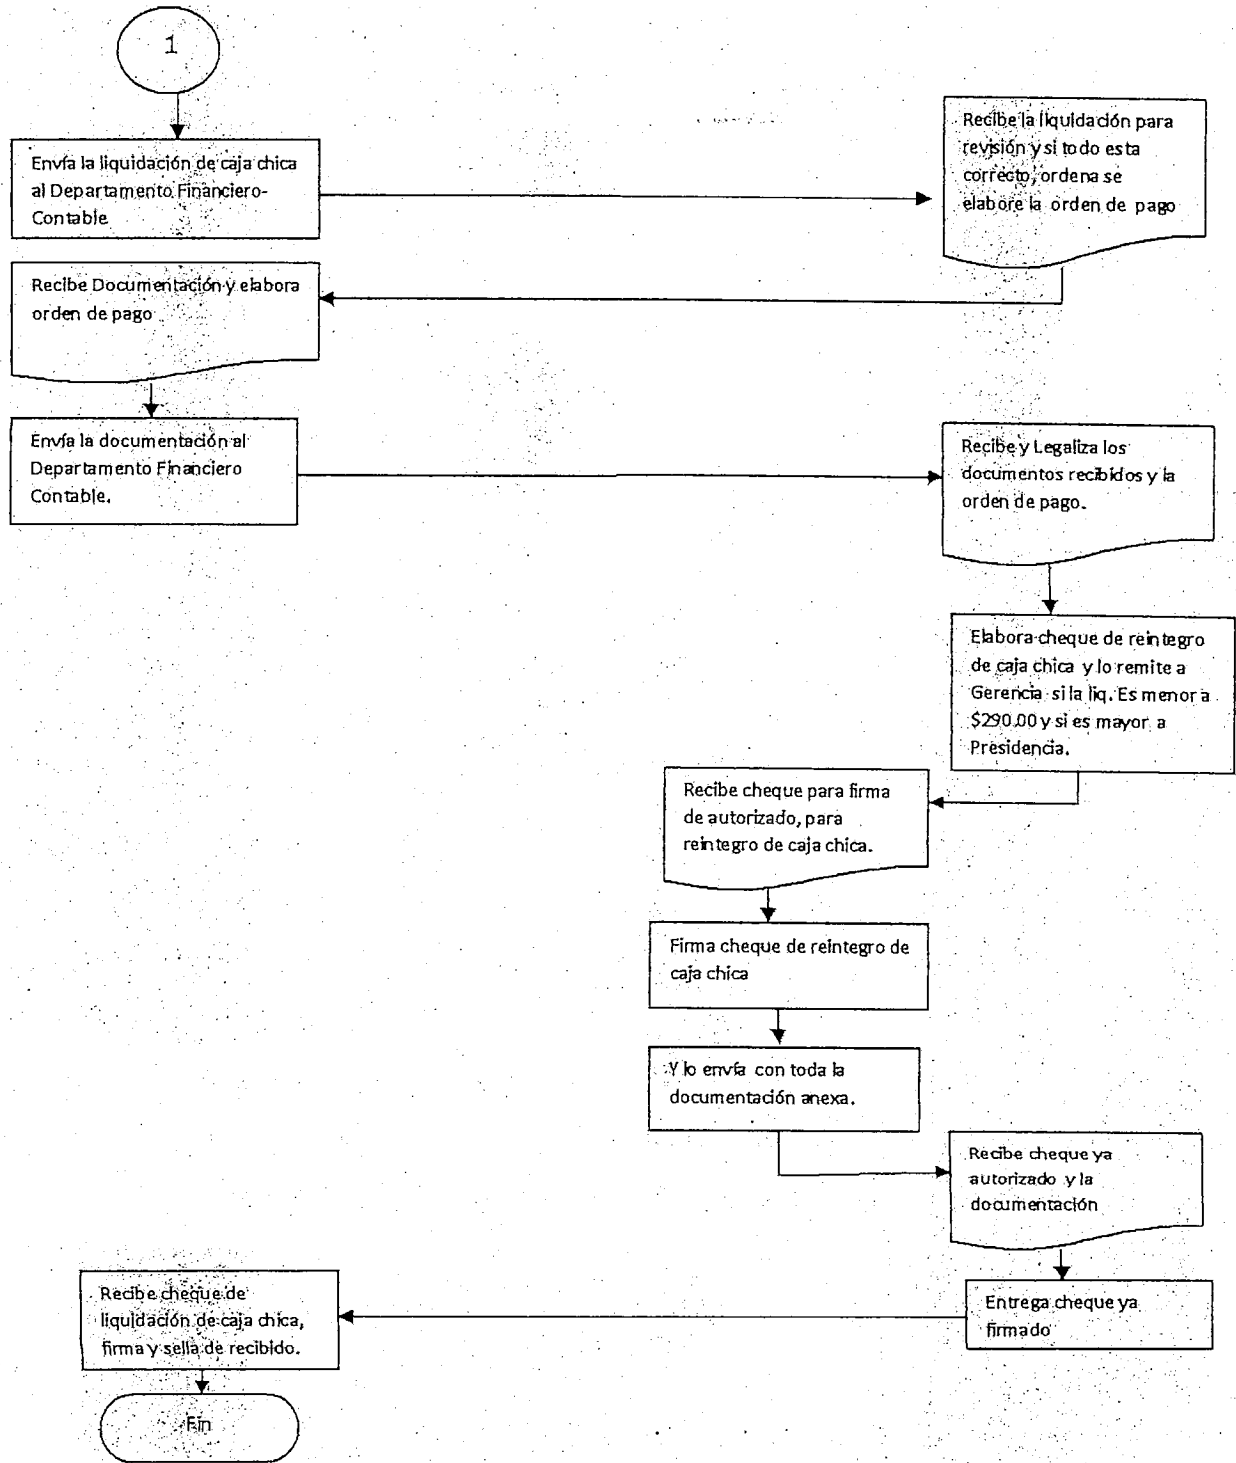 1
Envía la liquidación de caja chica
al Departamento Financiero-
Contable
Recibe la liquidación para
revisión y si todo esta
correcto, ordena se
elabore la orden de pago
Recibe Documentación y elabora
orden de pago
Envía la documentación al
Departamento Financiero
Contable.
Recibe y Legaliza los
documentos recibidos y la
orden de pago.
Elabora cheque de reintegro
de caja chica y lo remite a
Gerencia si la liq. Es menor a
$290.00 y si es mayor a
Presidencia.
Recibe cheque para firma
de autorizado, para
reintegro de caja chica.
Firma cheque de reintegro de
caja chica
Y lo envía con toda la
documentación anexa.
Recibe cheque ya
autorizado y la
documentación
Entrega cheque ya
firmado
Recibe cheque de
liquidación de caja chica,
firma y sella de recibido.
Fin